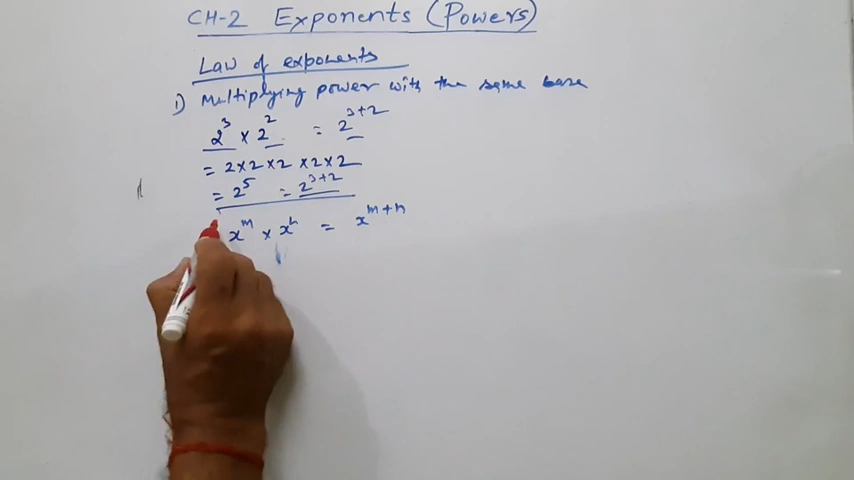 CH-2 Exponents (Powers)
Law of exponents
1) Multiplying power with the same base
2³ × 2² = 2³⁺²
= 2×2×2 ×2×2
= 2⁵ = 2³⁺²
xᵐ × xⁿ = xᵐ⁺ⁿ